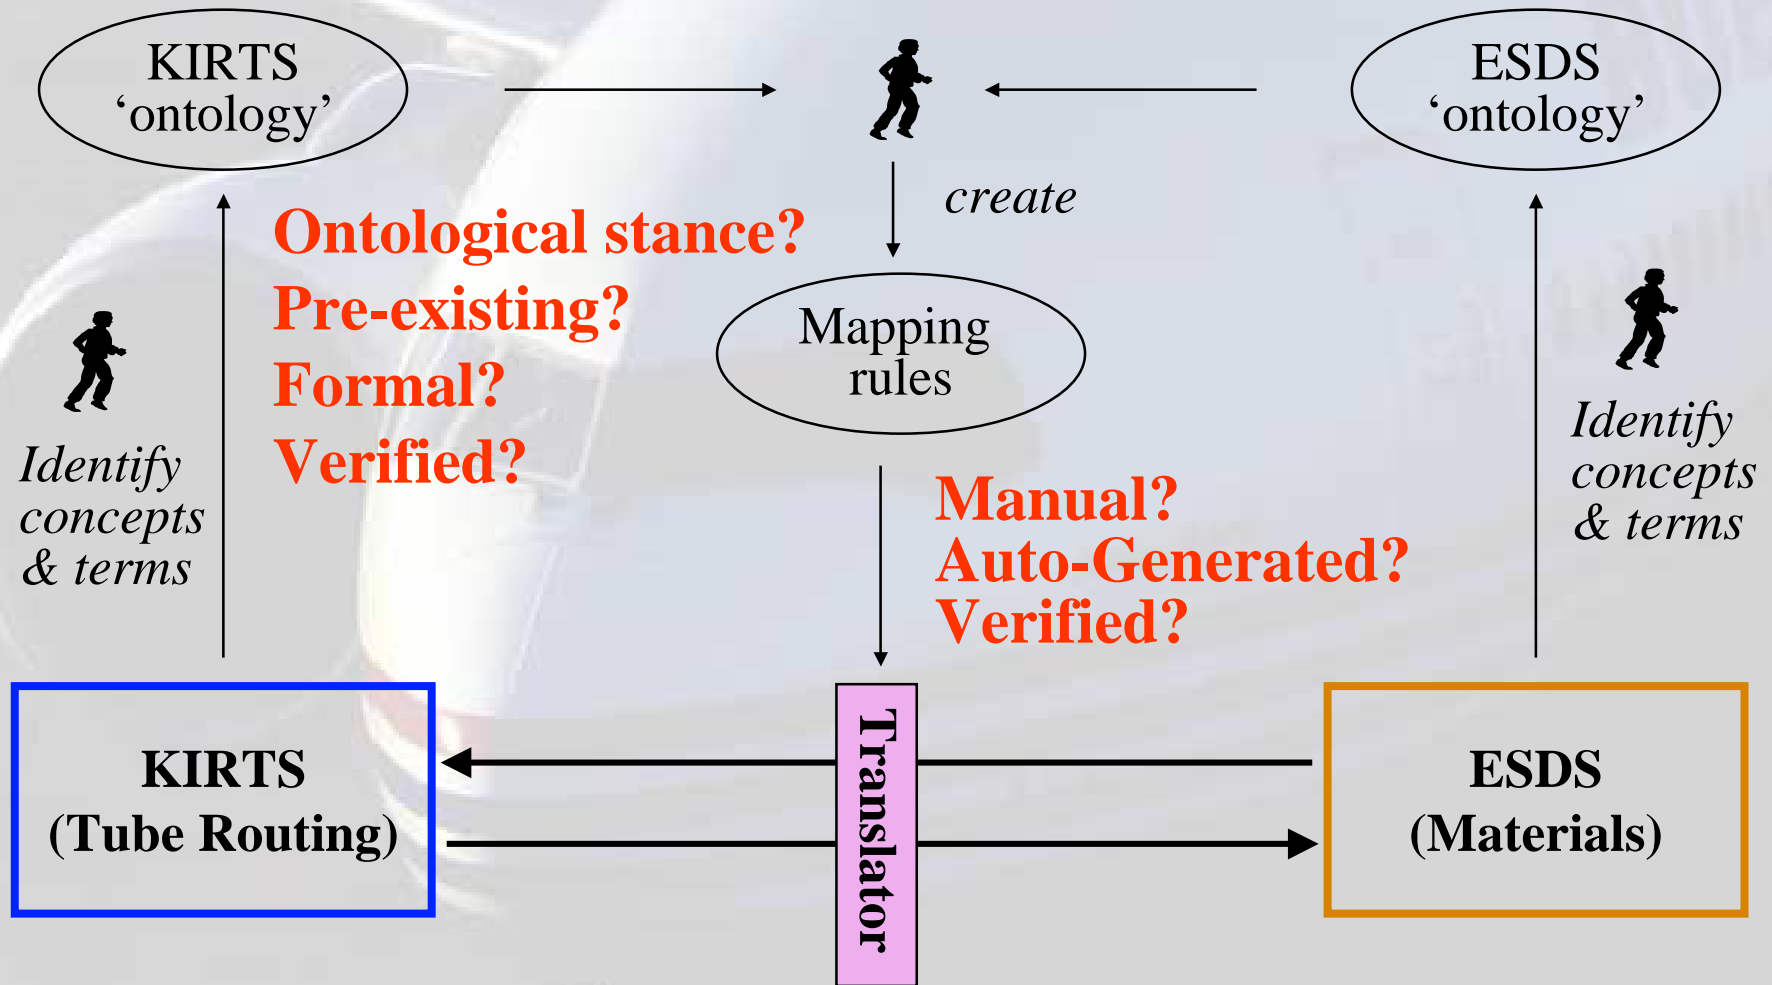 KIRTS
‘ontology’
ESDS
‘ontology’
create
Ontological stance?
Pre-existing?
Formal?
Verified?
Mapping
rules
Identify
concepts
& terms
Identify
concepts
& terms
Manual?
Auto-Generated?
Verified?
KIRTS
(Tube Routing)
Translator
ESDS
(Materials)